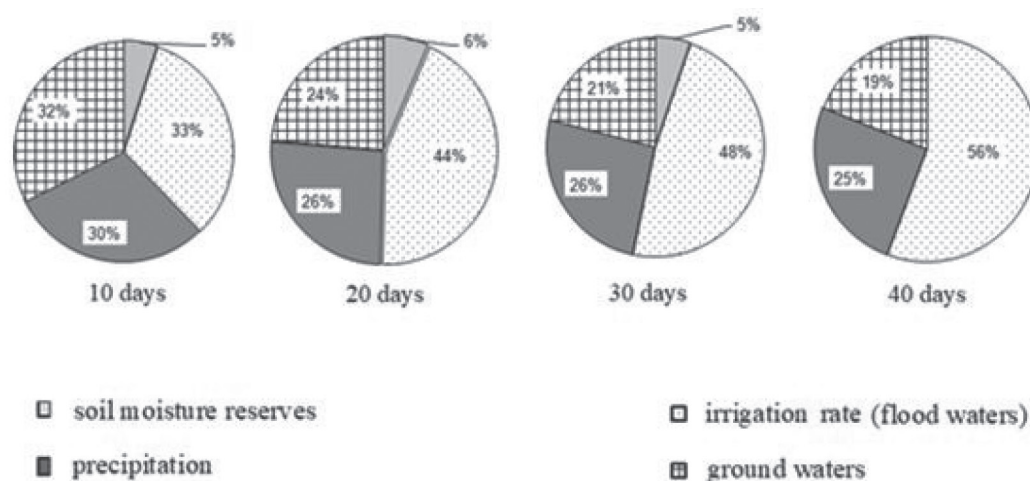 5%
32%
33%
30%
10 days
6%
24%
44%
26%
20 days
5%
21%
48%
26%
30 days
19%
56%
25%
40 days
soil moisture reserves
irrigation rate (flood waters)
precipitation
ground waters